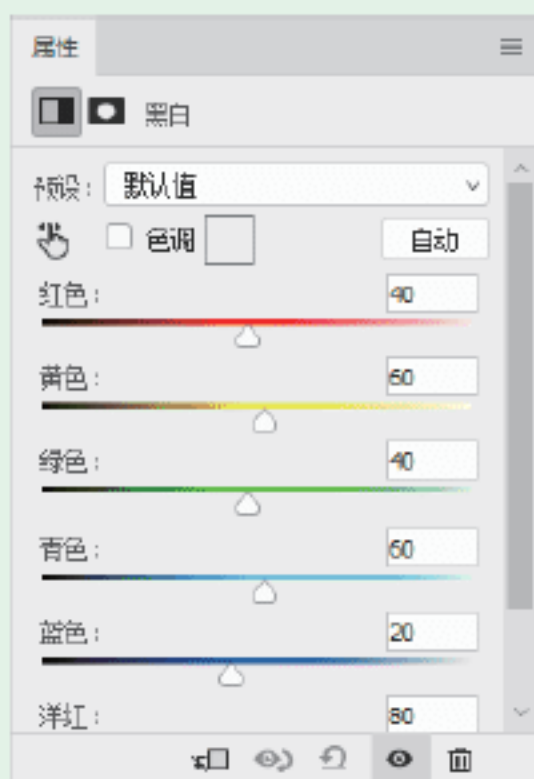 属性
黑白
预设： 默认值
色调 自动
红色： 40
黄色： 60
绿色： 40
青色： 60
蓝色： 20
洋红： 80